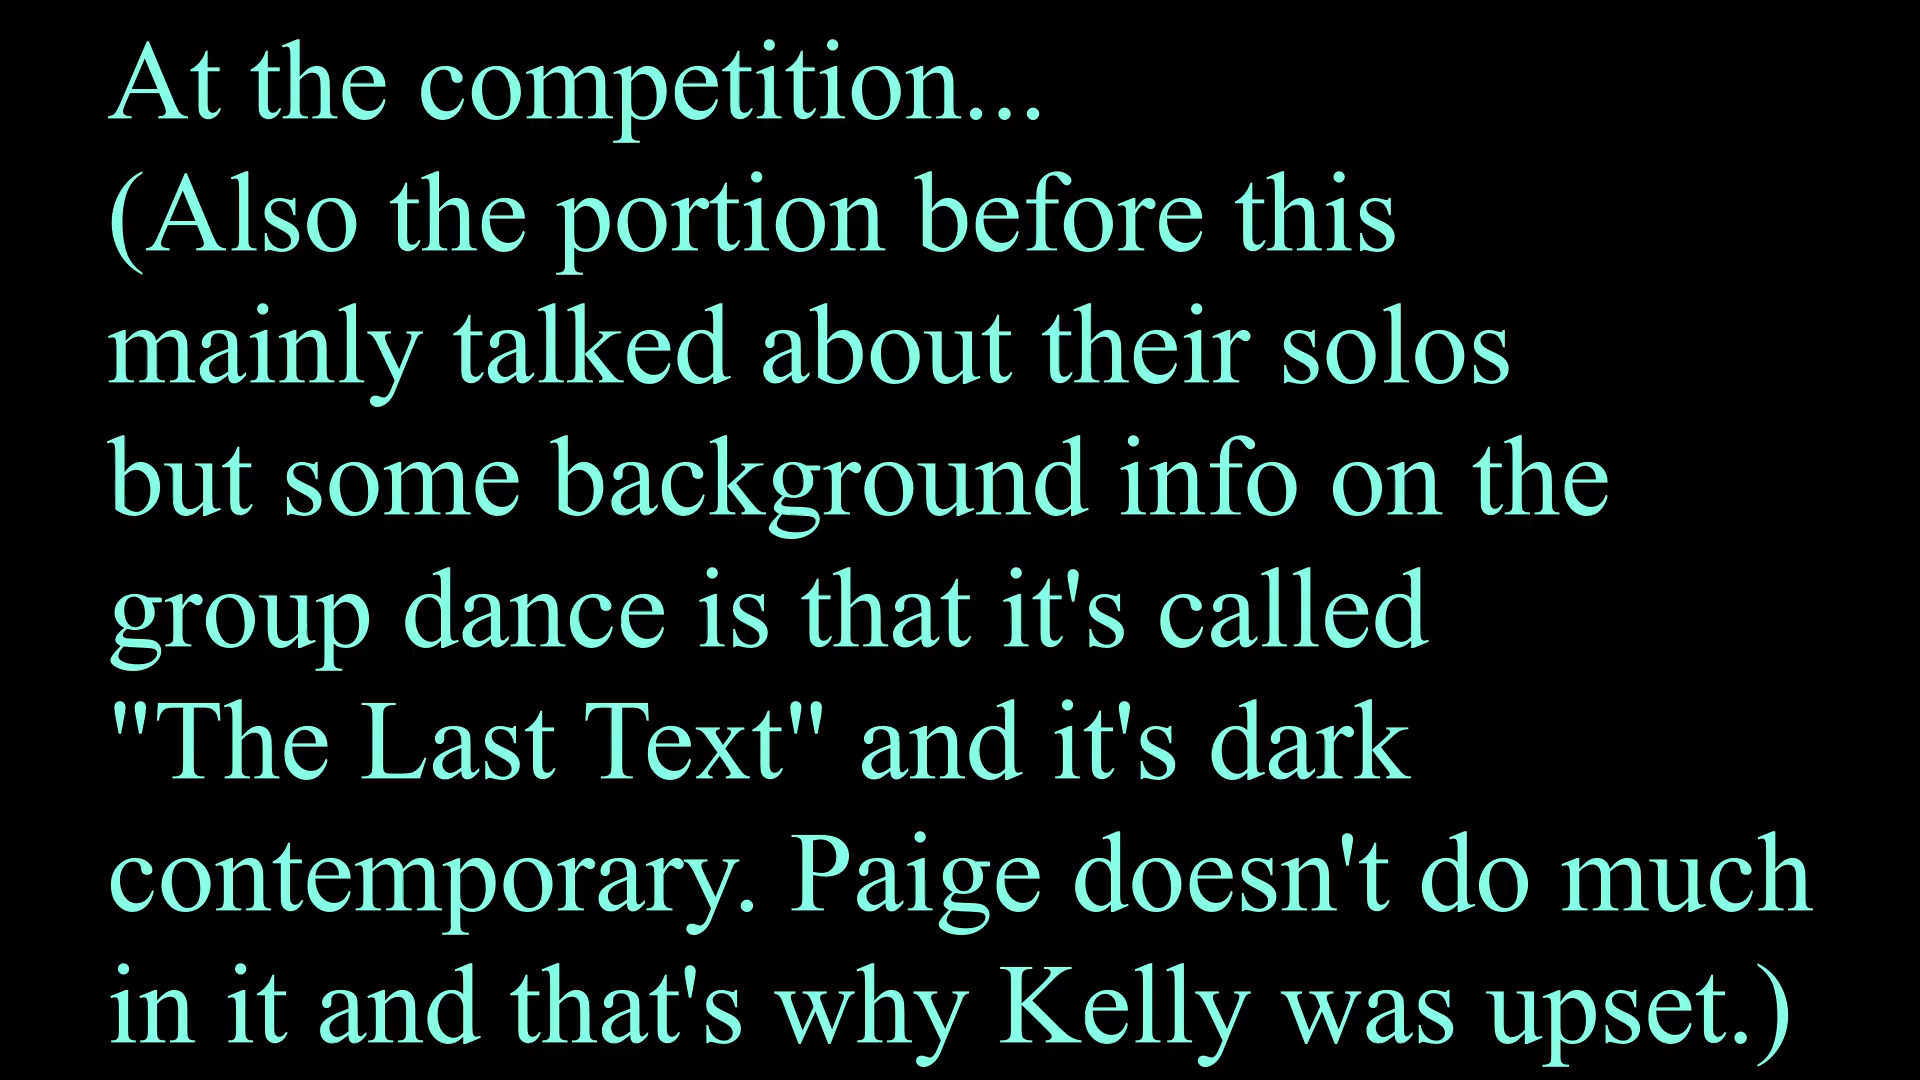 At the competition...
(Also the portion before this
mainly talked about their solos
but some background info on the
group dance is that it's called
"The Last Text" and it's dark
contemporary. Paige doesn't do much
in it and that's why Kelly was upset.)